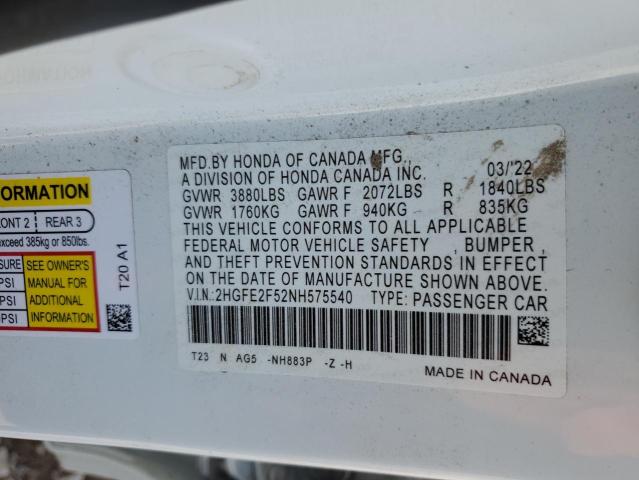 MFD.BY HONDA OF CANADA MFG.,
A DIVISION OF HONDA CANADA INC. 03/'22
GVWR 3880LBS GAWR F 2072LBS R 1840LBS
GVWR 1760KG GAWR F 940KG R 835KG
THIS VEHICLE CONFORMS TO ALL APPLICABLE
FEDERAL MOTOR VEHICLE SAFETY , BUMPER,
AND THEFT PREVENTION STANDARDS IN EFFECT
ON THE DATE OF MANUFACTURE SHOWN ABOVE.
V.I.N.:2HGFE2F52NH575540 TYPE: PASSENGER CAR
T23 N AG5 -NH883P -Z -H
MADE IN CANADA
ONT 2 REAR 3
exceed 385kg or 850lbs.
SEE OWNER'S
PSI MANUAL FOR
PSI ADDITIONAL
PSI INFORMATION
T20 A1